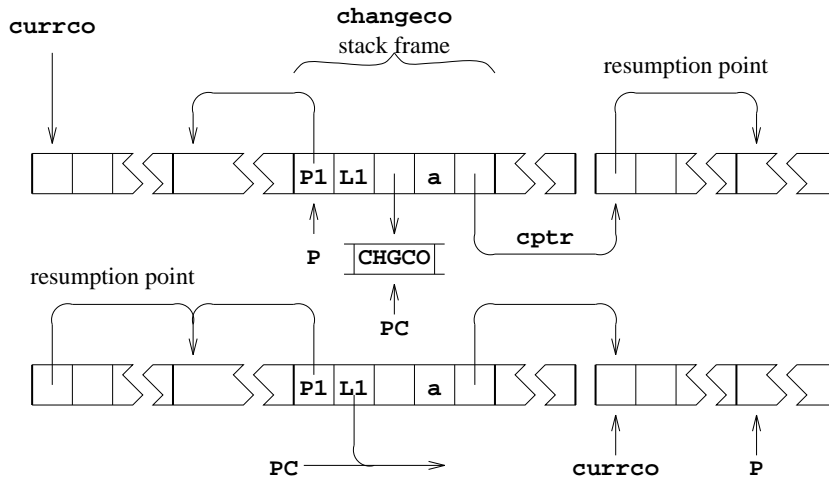 changeco
currco
stack frame
resumption point
P1 L1 a
P
CHGCO
cptr
resumption point
PC
P1 L1 a
PC
currco
P